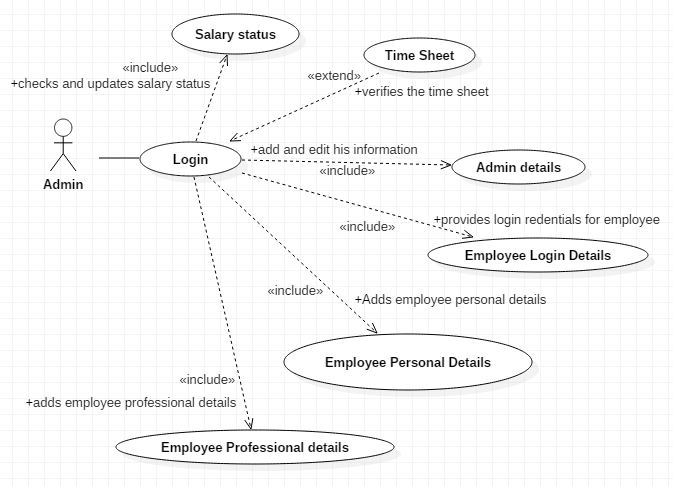 Salary status
Time Sheet
«include»
+checks and updates salary status
«extend»
+verifies the time sheet
Admin
Login
+add and edit his information
«include»
Admin details
+provides login redentials for employee
«include»
Employee Login Details
«include»
+Adds employee personal details
Employee Personal Details
«include»
+adds employee professional details
Employee Professional details